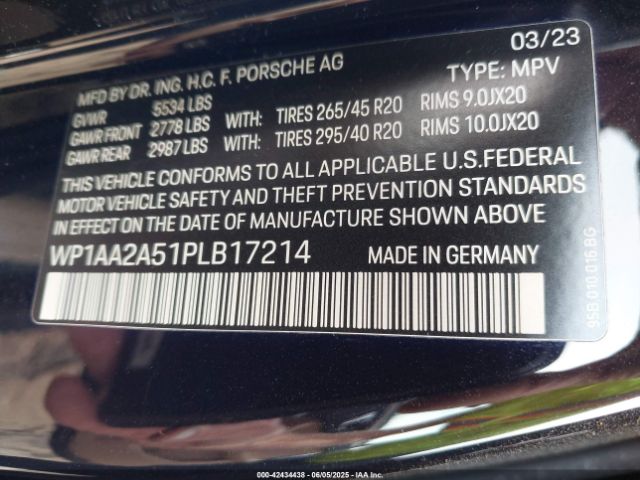 03/23
MFD BY DR. ING. H.C. F. PORSCHE AG TYPE: MPV
GVWR 5534 LBS
GAWR FRONT 2778 LBS WITH: TIRES 265/45 R20 RIMS 9.0JX20
GAWR REAR 2987 LBS WITH: TIRES 295/40 R20 RIMS 10.0JX20
THIS VEHICLE CONFORMS TO ALL APPLICABLE U.S.FEDERAL
MOTOR VEHICLE SAFETY AND THEFT PREVENTION STANDARDS
IN EFFECT ON THE DATE OF MANUFACTURE SHOWN ABOVE
WP1AA2A51PLB17214 MADE IN GERMANY
95B.010.016 BG
© - 42434438 - 06/05/2025 - IAA Inc.